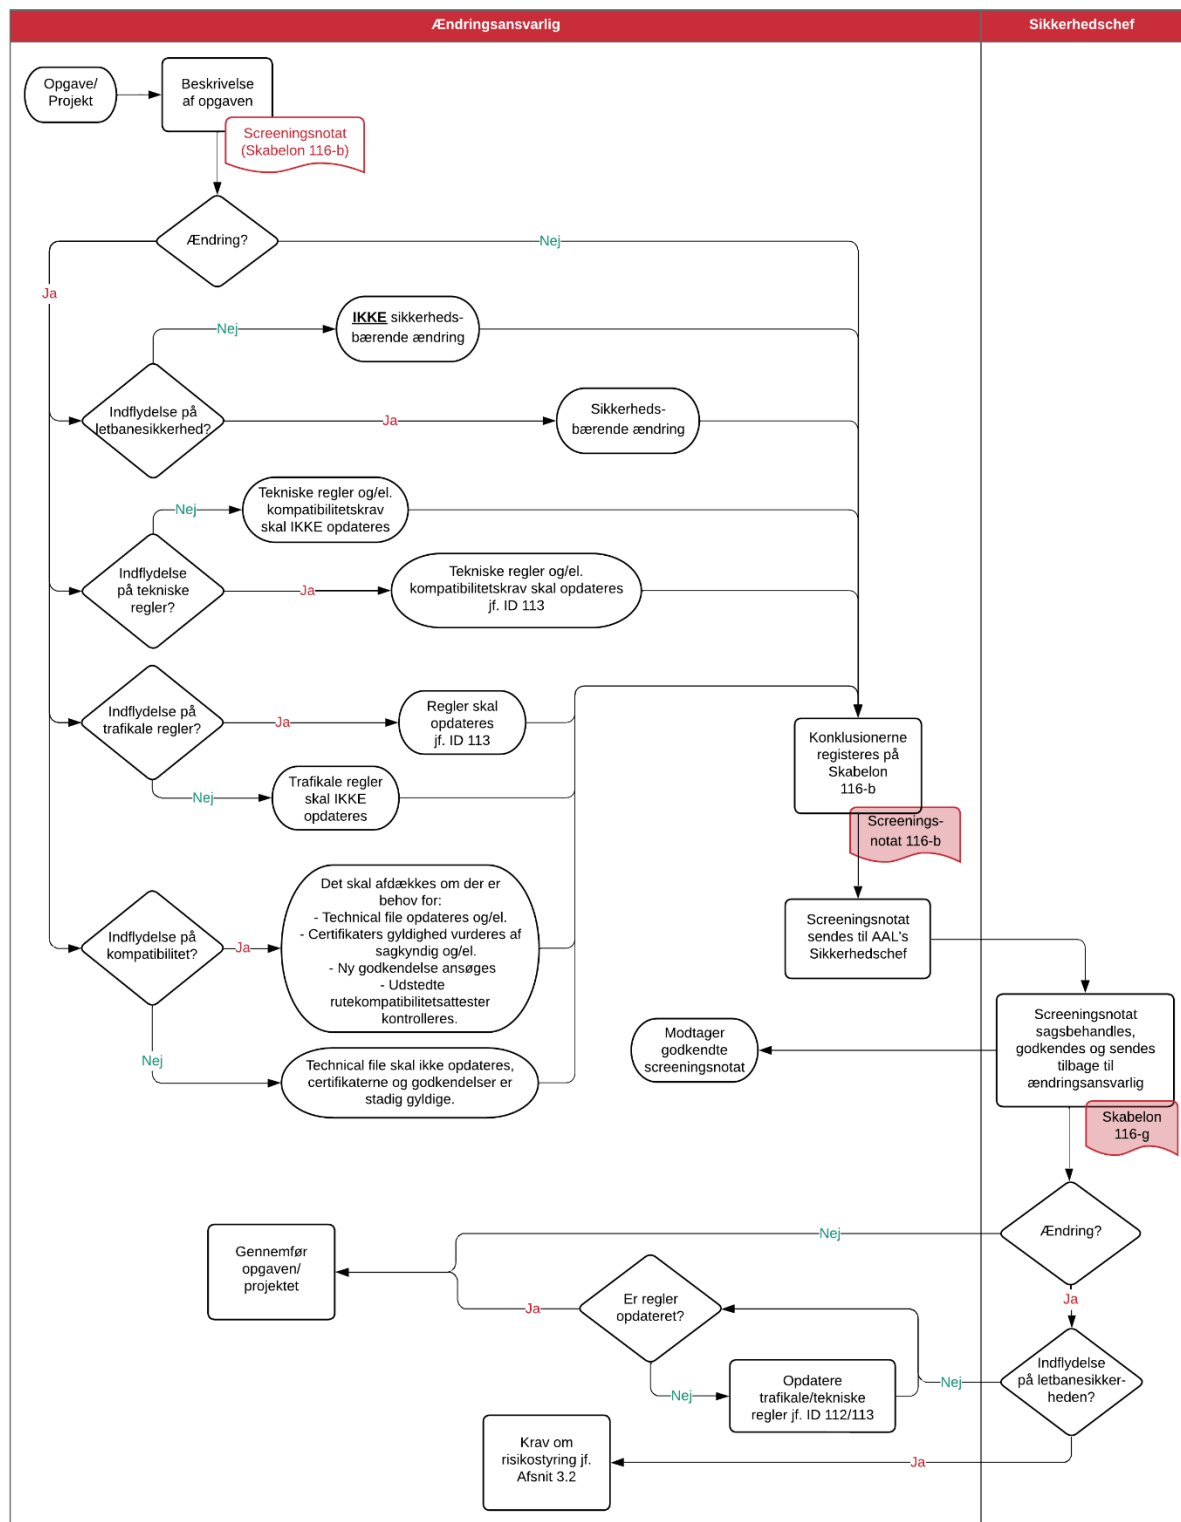 Ændringsansvarlig
Sikkerhedschef
Opgave/
Projekt
Beskrivelse
af opgaven
Screeningsnotat
(Skabelon 116-b)
Ændring?
Nej
Ja
Nej
IKKE sikkerheds-
bærende ændring
Indflydelse på
letbanesikkerhed?
Ja
Sikkerheds-
bærende ændring
Nej
Tekniske regler og/el.
kompatibilitetskrav
skal IKKE opdateres
Indflydelse
på tekniske
regler?
Ja
Tekniske regler og/el.
kompatibilitetskrav skal opdateres
jf. ID 113
Indflydelse på
trafikale regler?
Ja
Regler skal
opdateres
jf. ID 113
Nej
Trafikale regler
skal IKKE
opdateres
Konklusionerne
registeres på
Skabelon
116-b
Screenings-
notat 116-b
Indflydelse på
kompatibilitet?
Ja
Det skal afdækkes om der er
behov for:
- Technical file opdateres og/el.
- Certifikaters gyldighed vurderes af
sagkyndig og/el.
- Ny godkendelse ansøges
- Udstedte
rutekompatibilitetsattester
kontrolleres.
Nej
Technical file skal ikke opdateres,
certifikaterne og godkendelser er
stadig gyldige.
Screeningsnotat
sendes til AAL's
Sikkerhedschef
Screeningsnotat
sagsbehandles,
godkendes og sendes
tilbage til
ændringsansvarlig
Skabelon
116-g
Modtager
godkendte
screeningsnotat
Ændring?
Nej
Gennemfør
opgaven/
projektet
Ja
Er regler
opdateret?
Ja
Indflydelse
på letbanesikker-
heden?
Nej
Nej
Opdatere
trafikale/tekniske
regler jf. ID 112/113
Ja
Krav om
risikostyring jf.
Afsnit 3.2